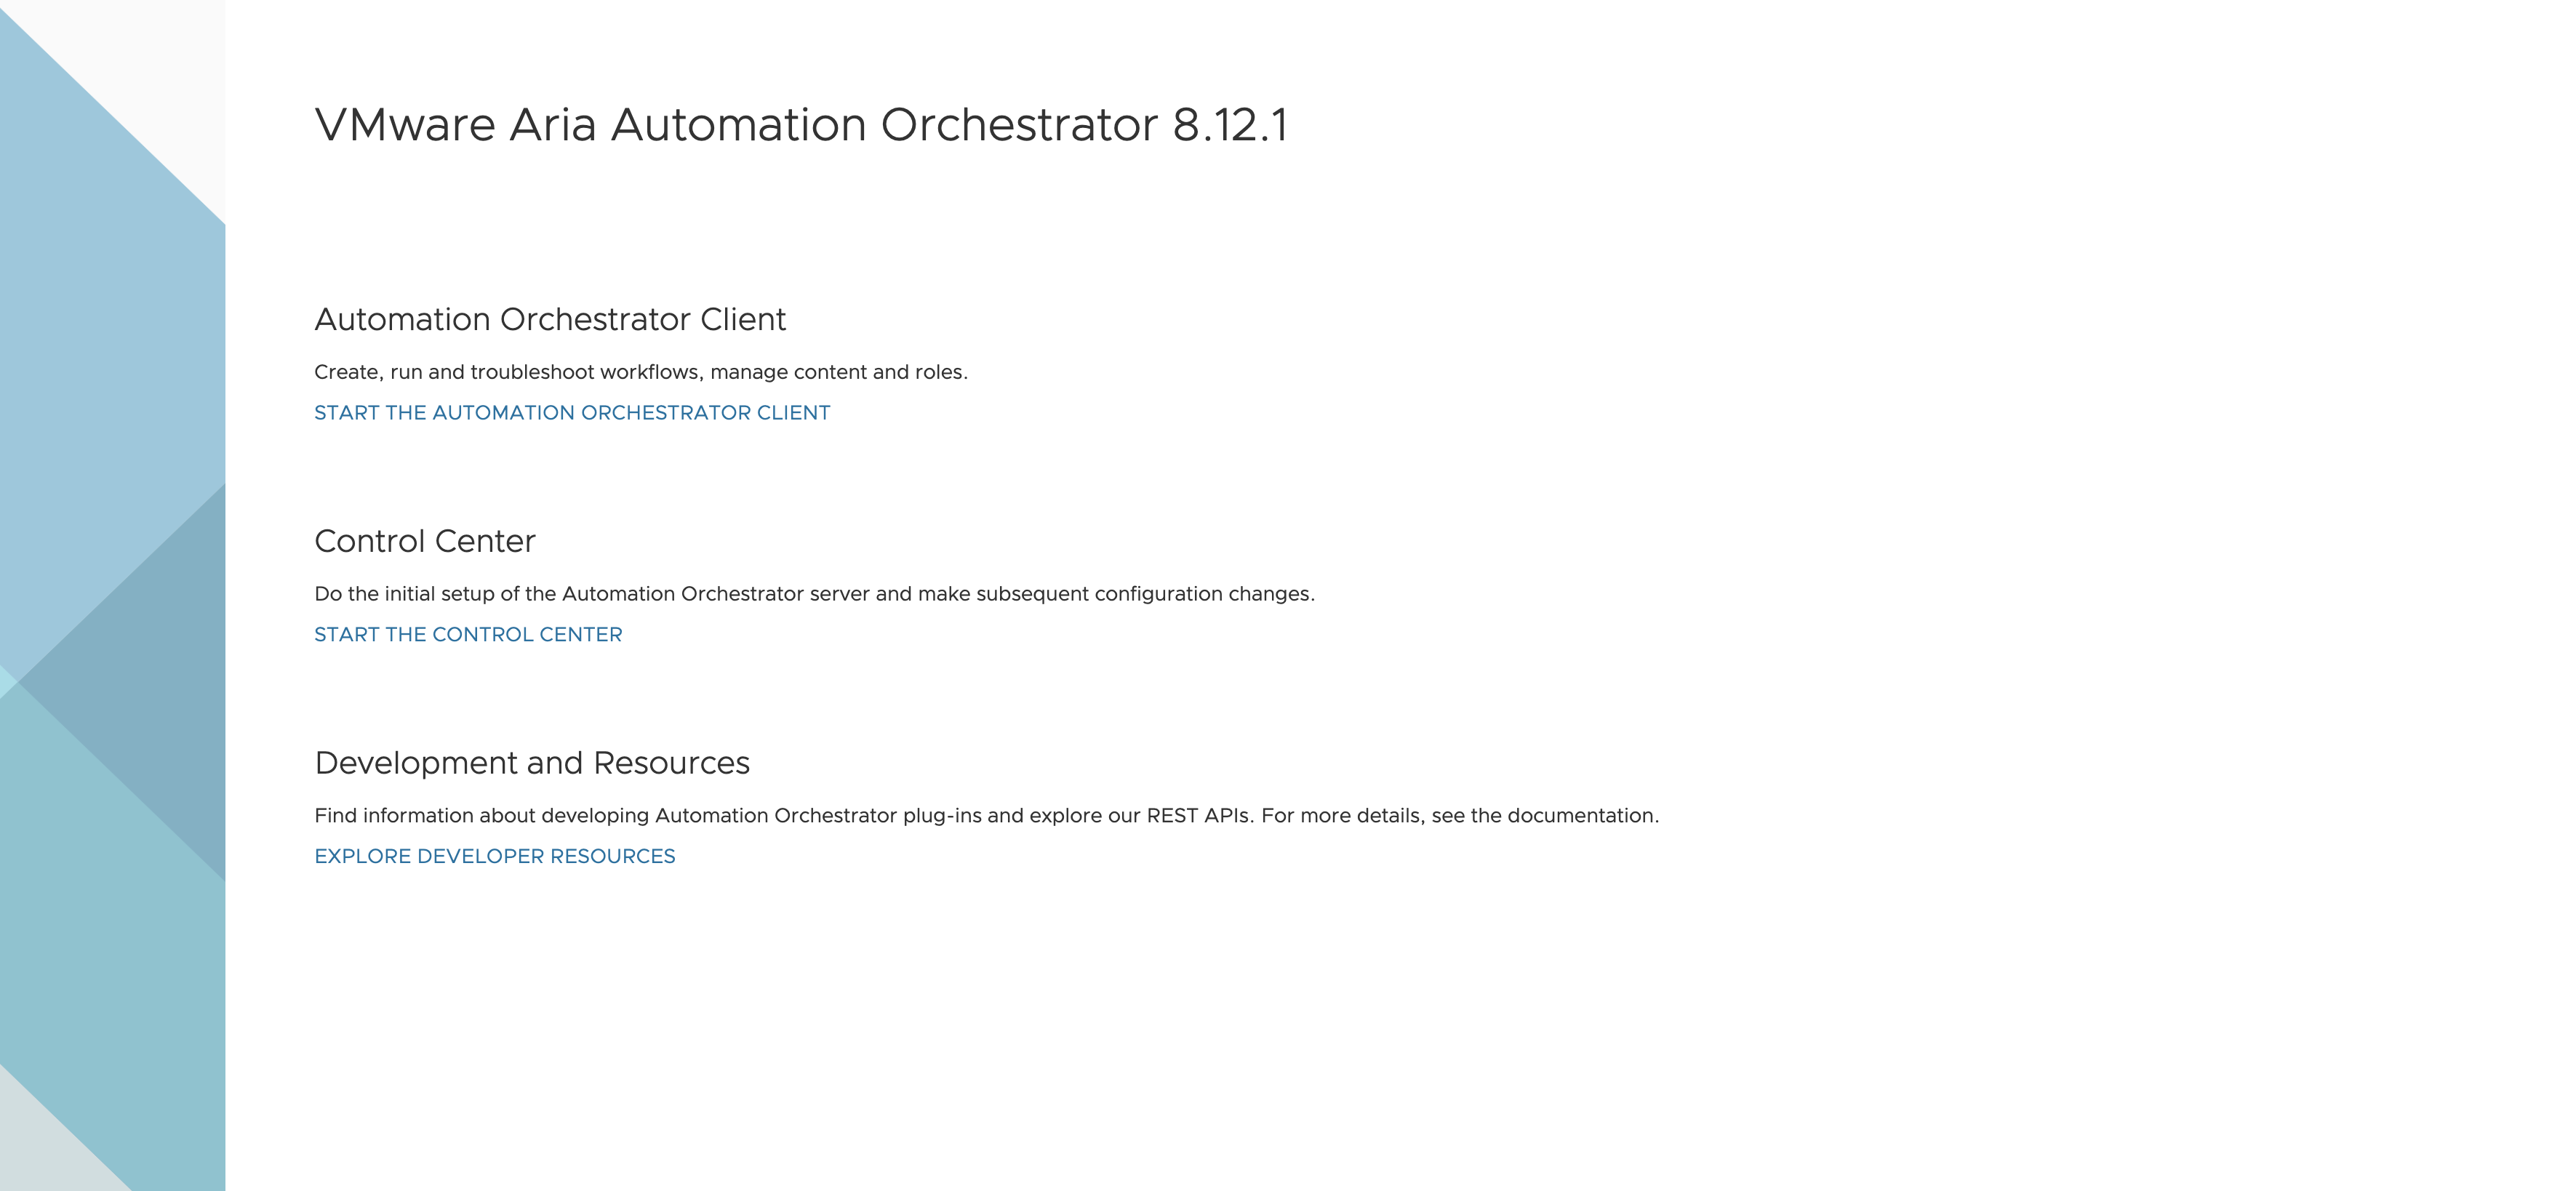 VMware Aria Automation Orchestrator 8.12.1
Automation Orchestrator Client
Create, run and troubleshoot workflows, manage content and roles.
START THE AUTOMATION ORCHESTRATOR CLIENT
Control Center
Do the initial setup of the Automation Orchestrator server and make subsequent configuration changes.
START THE CONTROL CENTER
Development and Resources
Find information about developing Automation Orchestrator plug-ins and explore our REST APIs. For more details, see the documentation.
EXPLORE DEVELOPER RESOURCES